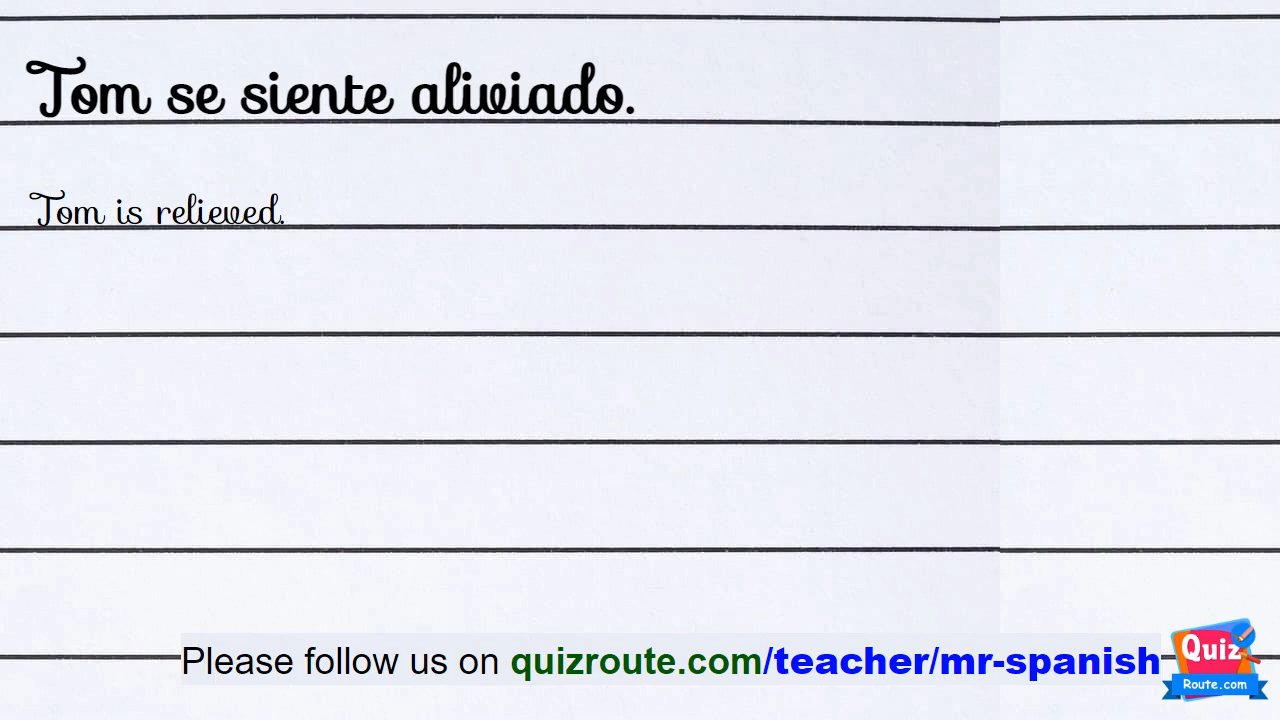 Tom se siente aliviado.
Tom is relieved.
Please follow us on quizroute.com/teacher/mr-spanish
Quiz
Route.com